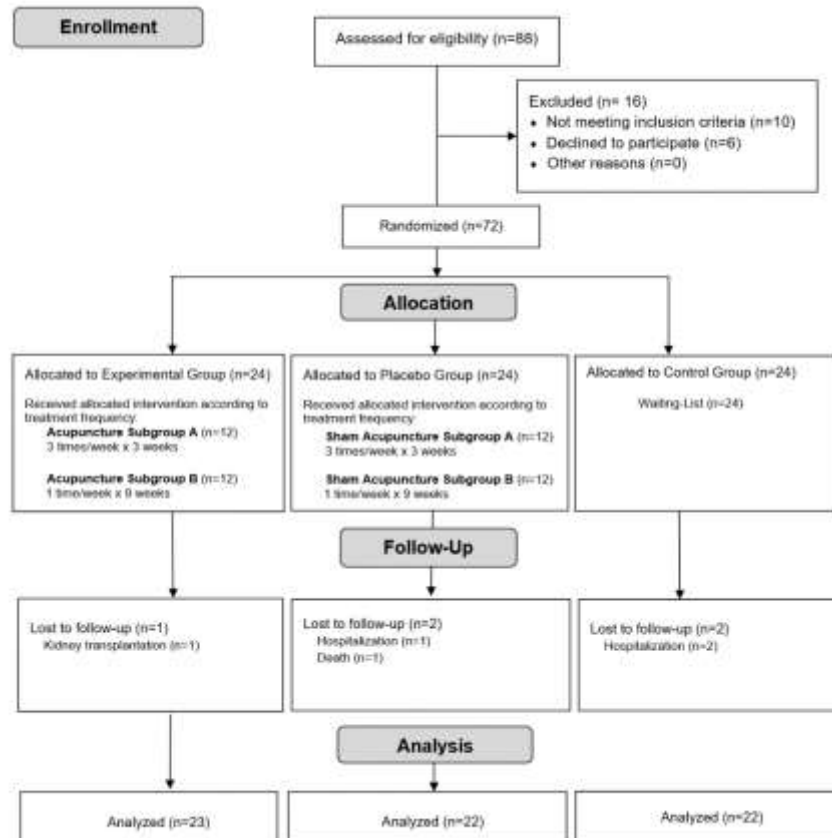 Enrollment
Assessed for eligibility (n=88)
Excluded (n= 16)
♦ Not meeting inclusion criteria (n=10)
♦ Declined to participate (n=6)
♦ Other reasons (n=0)
Randomized (n=72)
Allocation
Allocated to Experimental Group (n=24)
Received allocated intervention according to
treatment frequency:
Acupuncture Subgroup A (n=12)
3 times/week x 3 weeks
Acupuncture Subgroup B (n=12)
1 time/week x 9 weeks
Allocated to Placebo Group (n=24)
Received allocated intervention according to
treatment frequency:
Sham Acupuncture Subgroup A (n=12)
3 times/week x 3 weeks
Sham Acupuncture Subgroup B (n=12)
1 time/week x 9 weeks
Allocated to Control Group (n=24)
Waiting-List (n=24)
Follow-Up
Lost to follow-up (n=1)
Kidney transplantation (n=1)
Lost to follow-up (n=2)
Hospitalization (n=1)
Death (n=1)
Lost to follow-up (n=2)
Hospitalization (n=2)
Analysis
Analyzed (n=23)
Analyzed (n=22)
Analyzed (n=22)